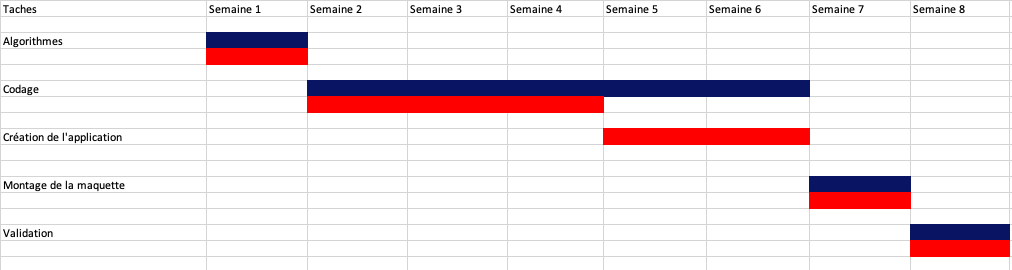 Taches Semaine 1 Semaine 2 Semaine 3 Semaine 4 Semaine 5 Semaine 6 Semaine 7 Semaine 8
Algorithmes
Codage
Création de l'application
Montage de la maquette
Validation